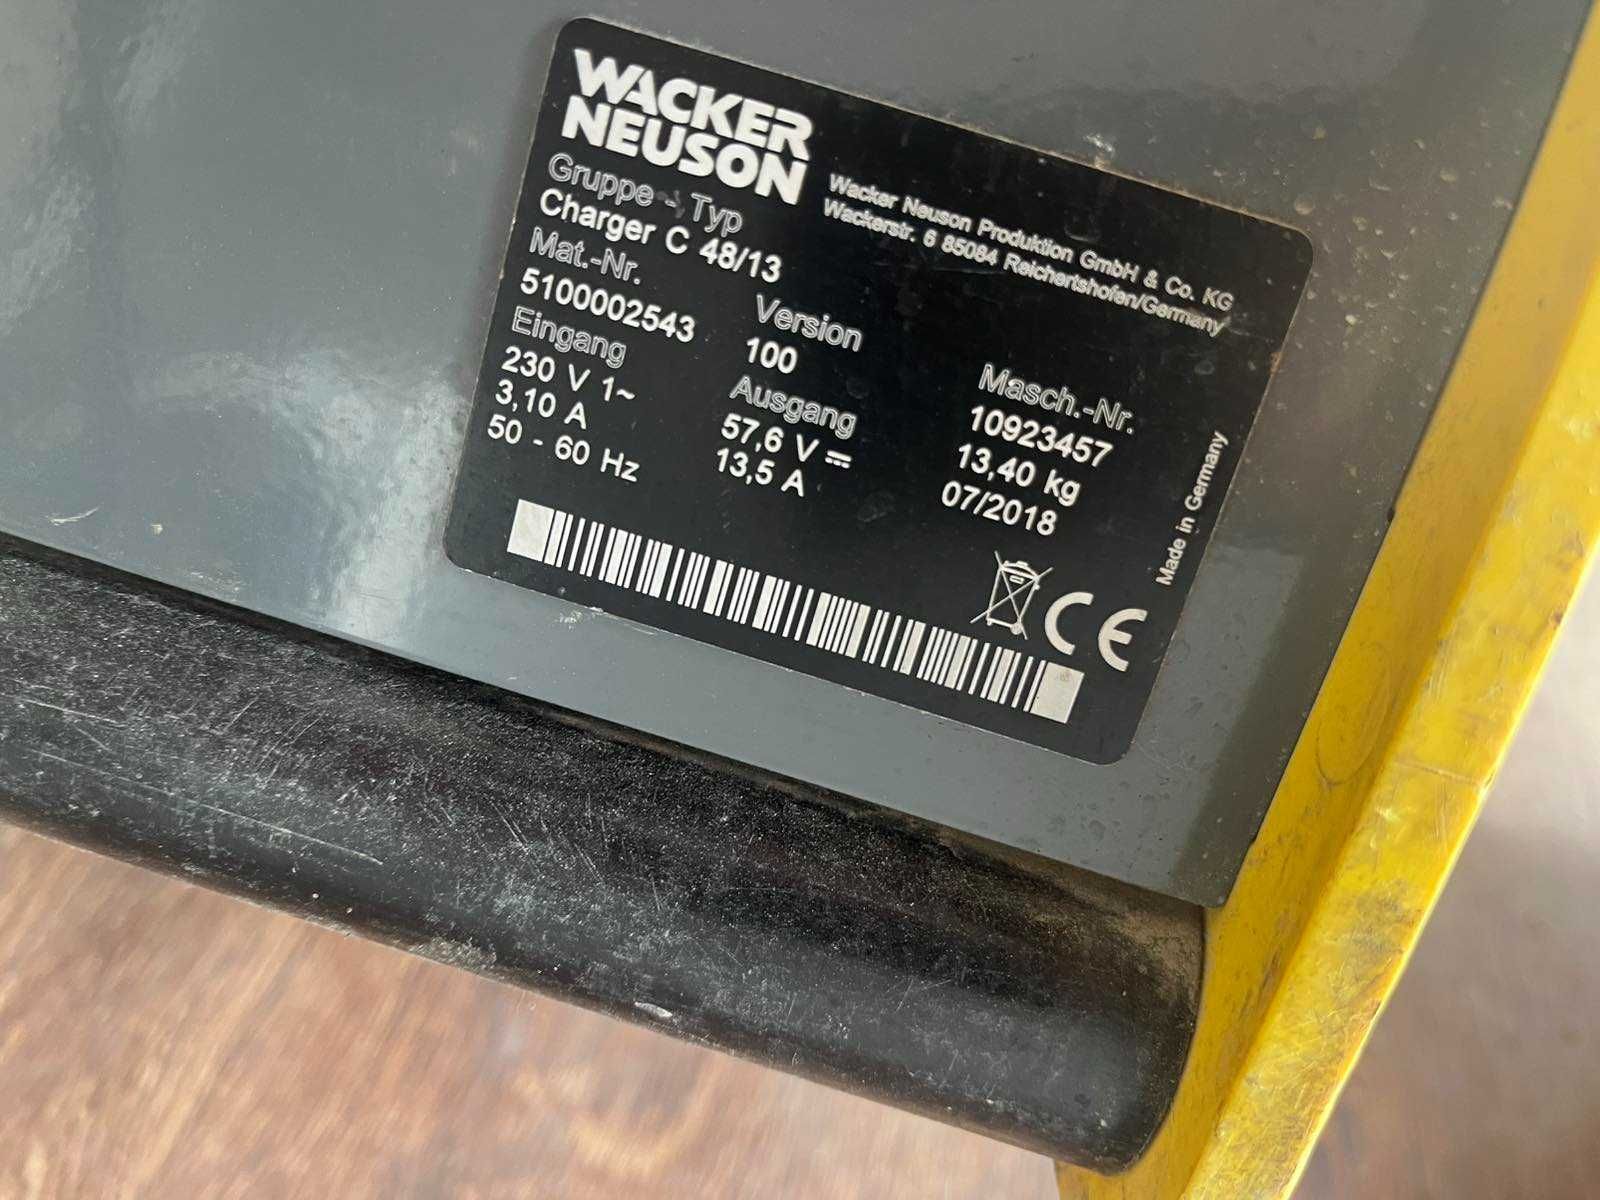 WACKER
NEUSON
Wacker Neuson Produktion GmbH & Co. KG
Wackerstr. 6 85084 Reichertshofen/Germany
Gruppe - Typ
Charger C 48/13
Mat.-Nr. Version Masch.-Nr.
5100002543 100 10923457
Eingang Ausgang 13,40 kg
230 V 1~ 57,6 V ⎓ 07/2018
3,10 A 13,5 A
50 - 60 Hz
Made in Germany
CE